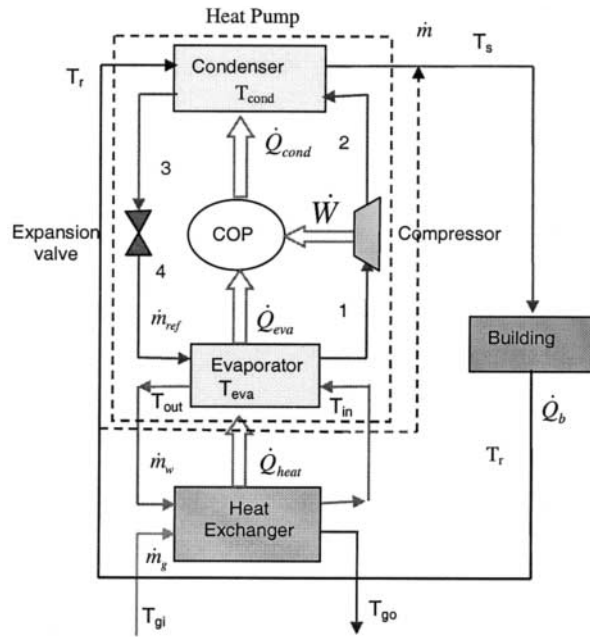 Heat Pump
ṁ
T_s
T_r
Condenser
T_cond
Q̇_cond
2
3
Ẇ
COP
Expansion
valve
Compressor
4
ṁ_ref
Q̇_eva
1
Building
Evaporator
T_eva
T_out
T_in
Q̇_b
T_r
ṁ_w
Q̇_heat
Heat
Exchanger
ṁ_g
T_gi
T_go